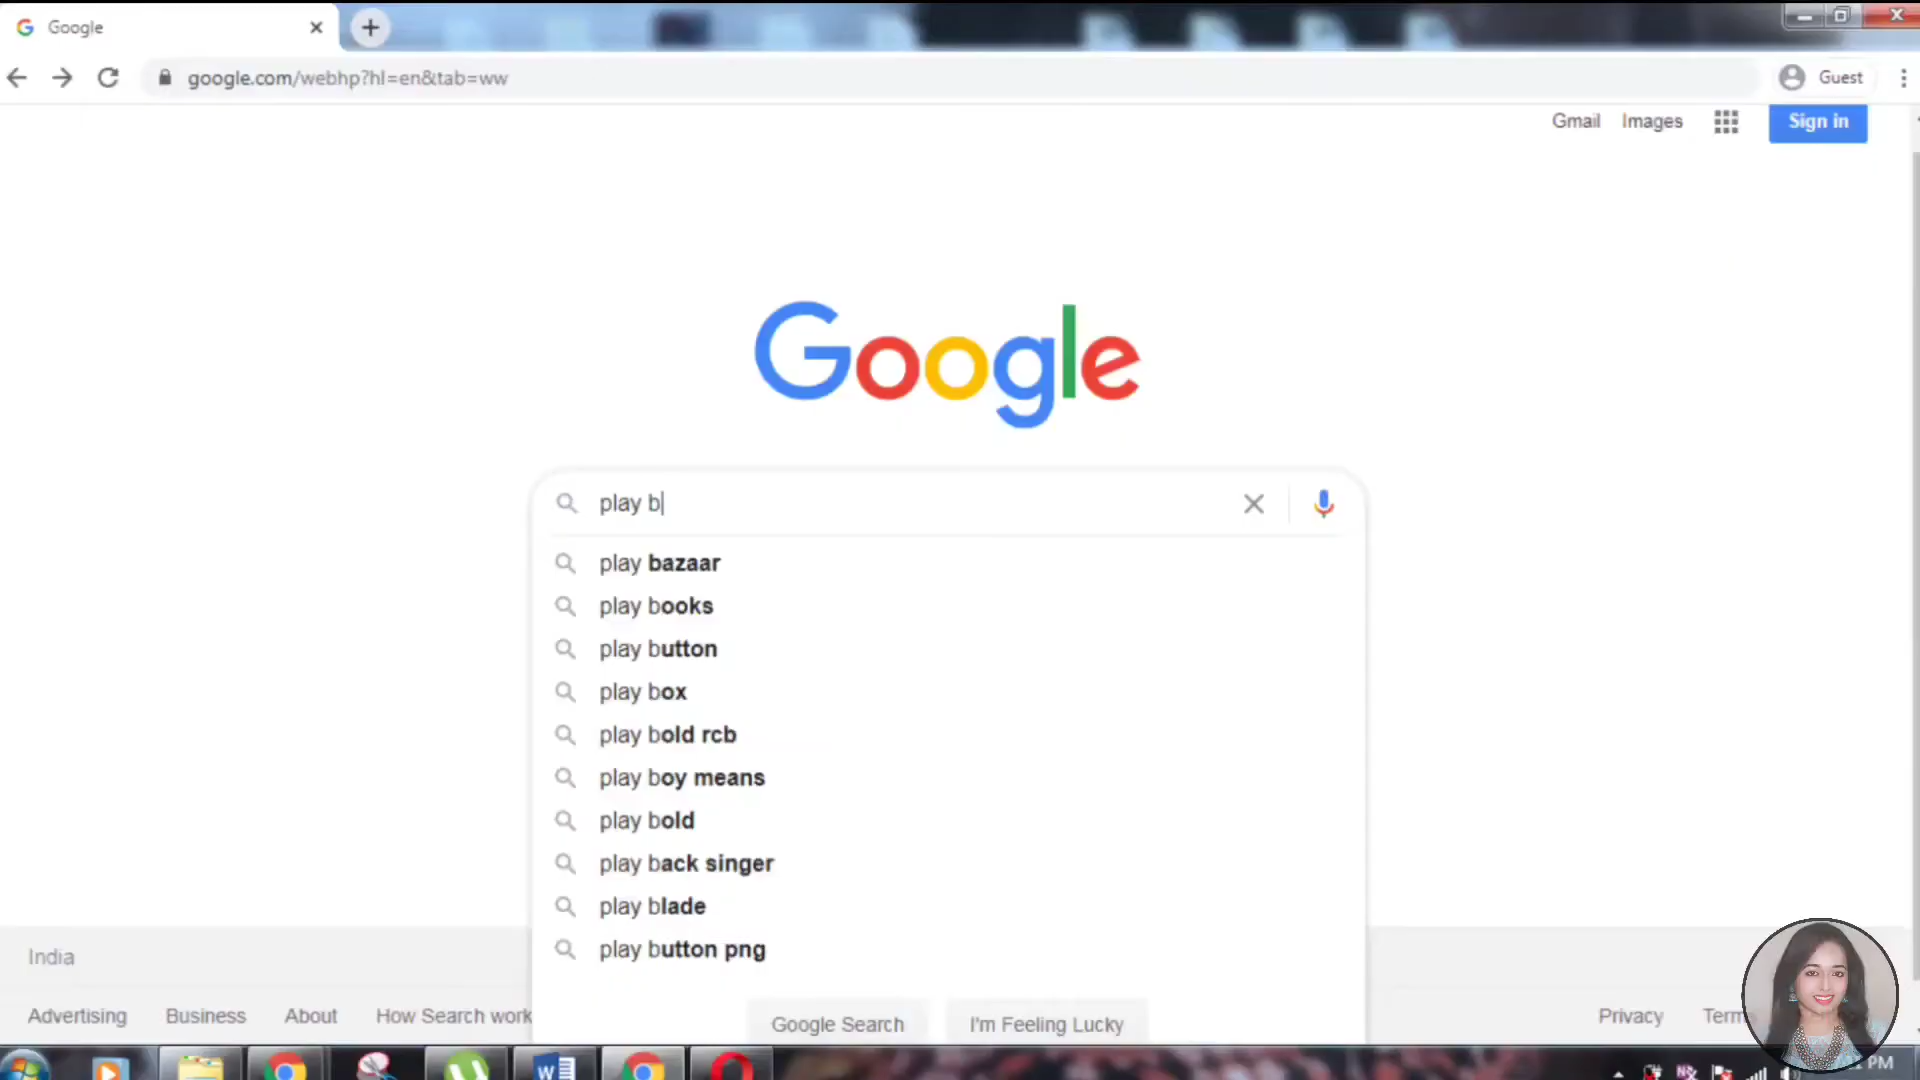 Google
google.com/webhp?hl=en&tab=ww
Guest
Gmail Images
Sign in
Google
play b
play bazaar
play books
play button
play box
play bold rcb
play boy means
play bold
play back singer
play blade
play button png
India
Google Search I'm Feeling Lucky
Advertising Business About How Search work
Privacy
PM